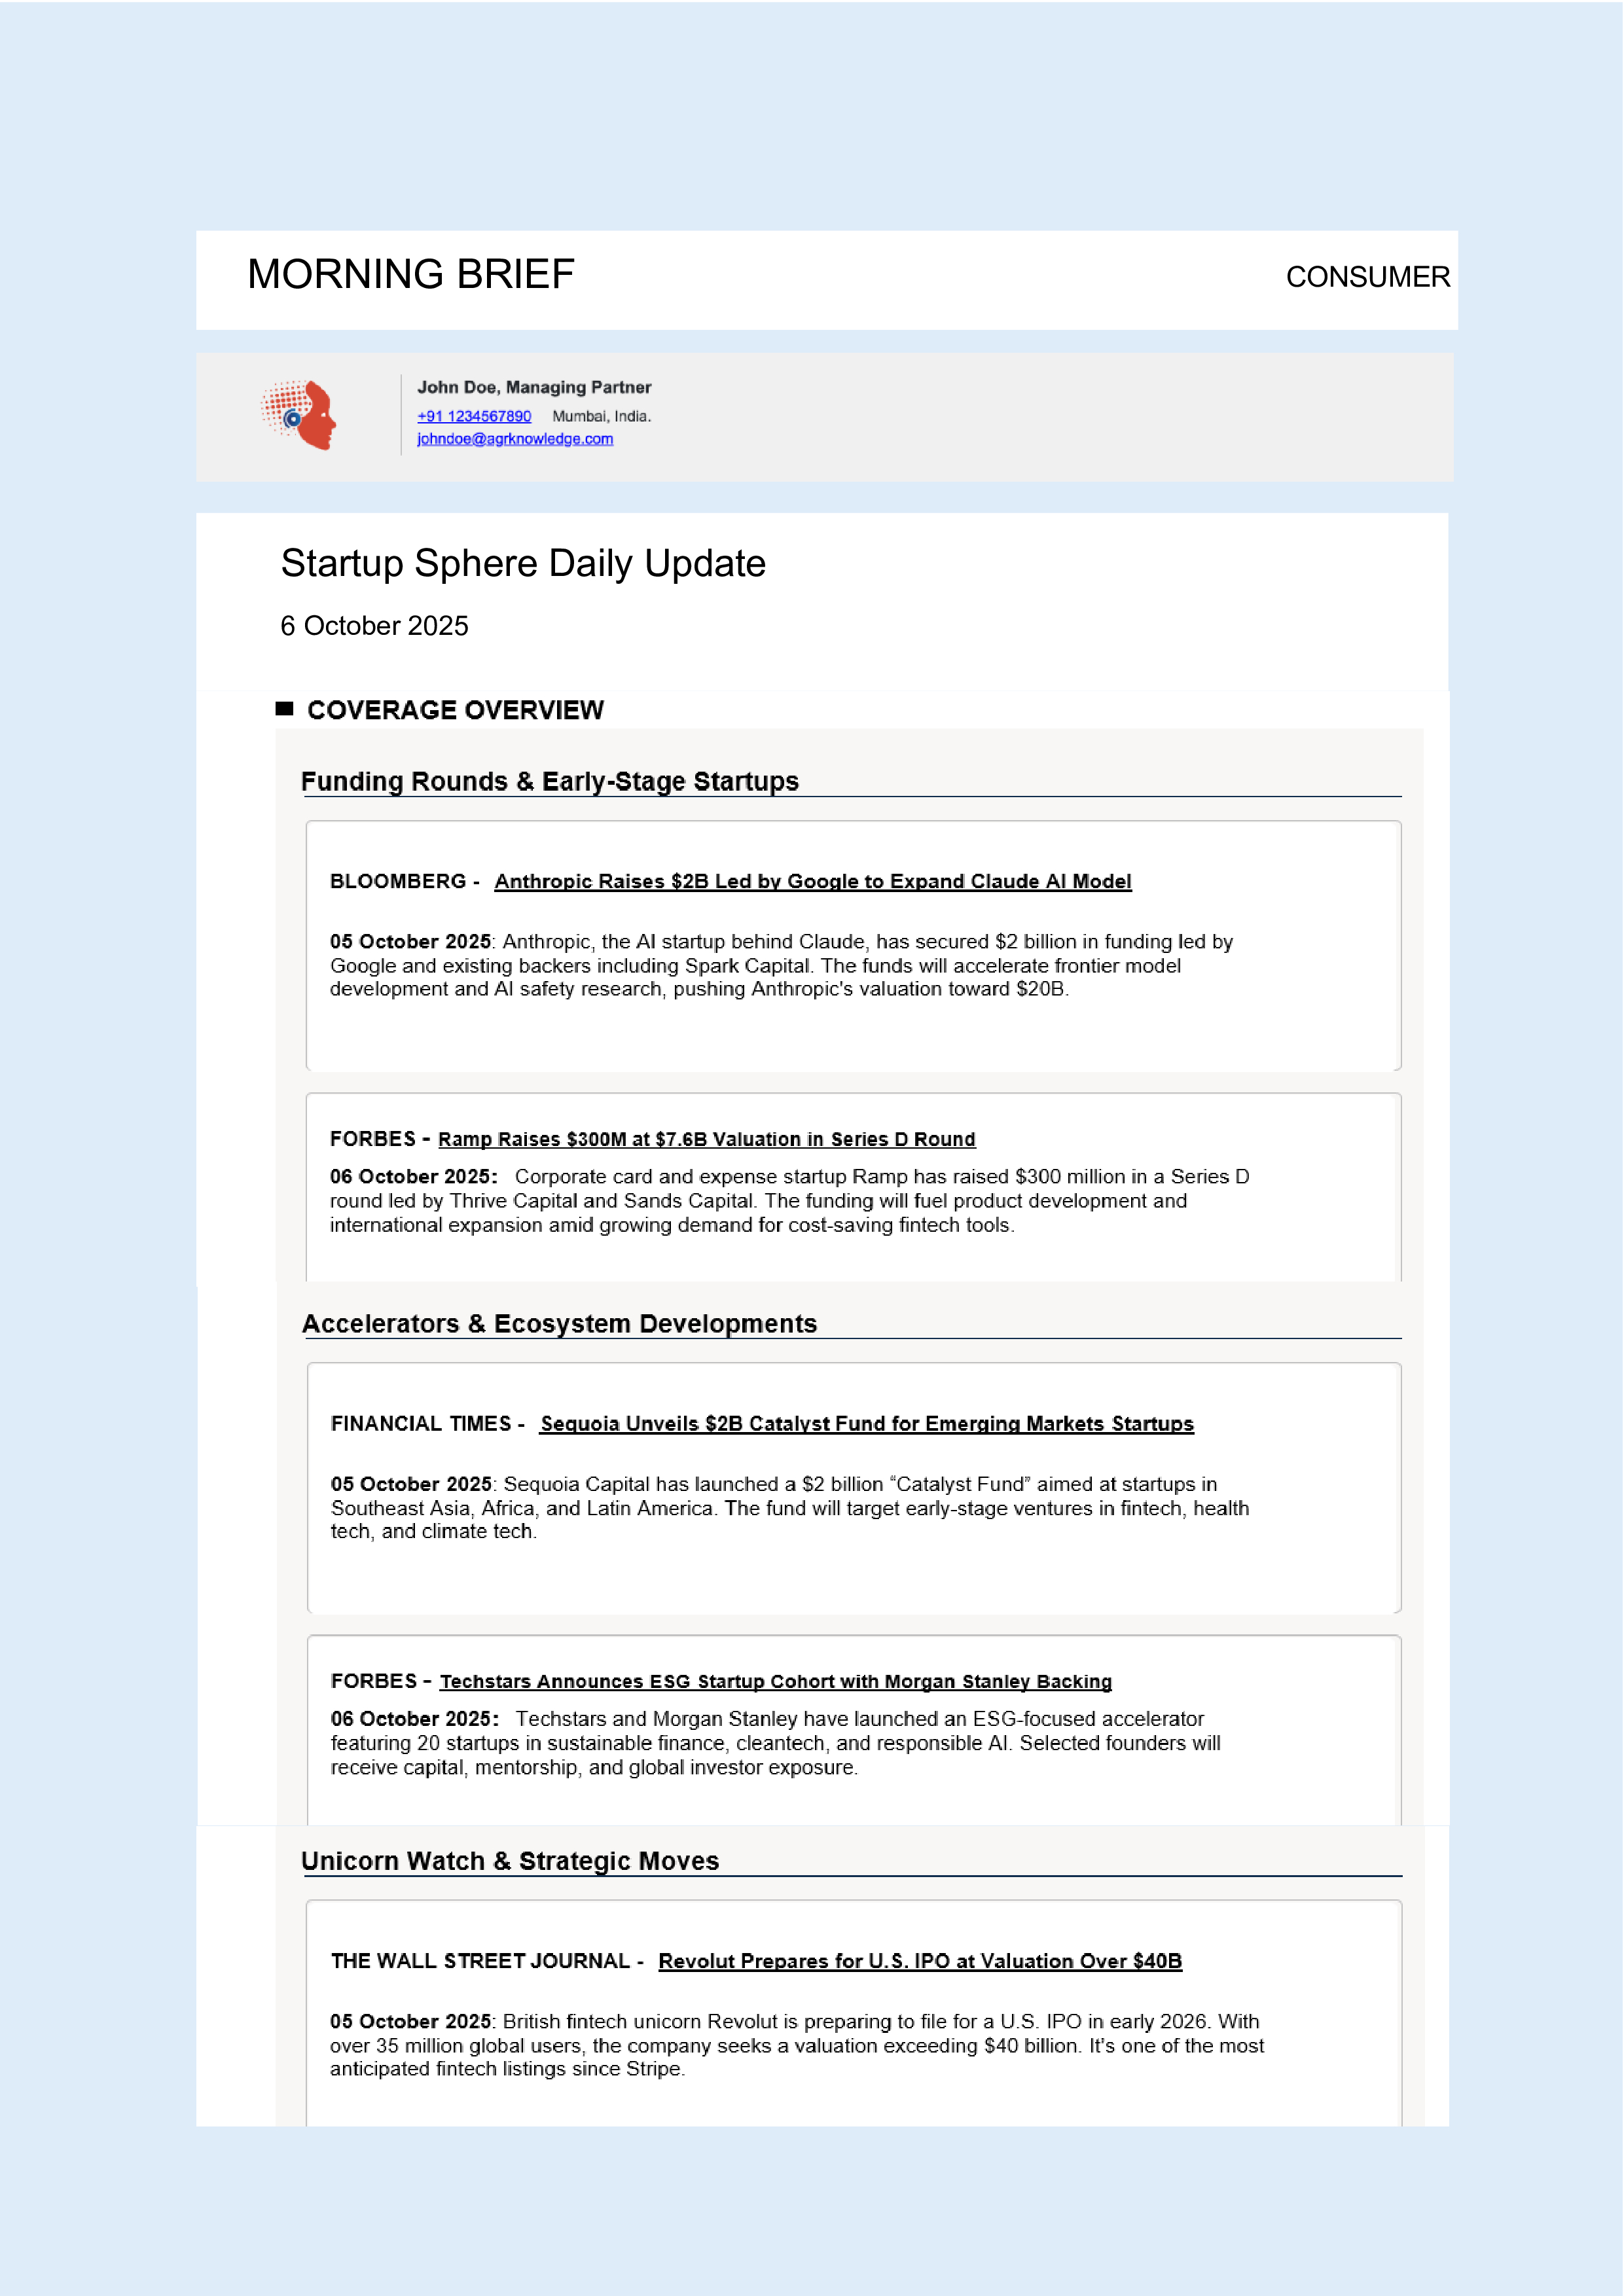 MORNING BRIEF
CONSUMER
John Doe, Managing Partner
+91 1234567890 Mumbai, India.
johndoe@agrknowledge.com
Startup Sphere Daily Update
6 October 2025
COVERAGE OVERVIEW
Funding Rounds & Early-Stage Startups
BLOOMBERG - Anthropic Raises $2B Led by Google to Expand Claude AI Model
05 October 2025: Anthropic, the AI startup behind Claude, has secured $2 billion in funding led by
Google and existing backers including Spark Capital. The funds will accelerate frontier model
development and AI safety research, pushing Anthropic's valuation toward $20B.
FORBES - Ramp Raises $300M at $7.6B Valuation in Series D Round
06 October 2025: Corporate card and expense startup Ramp has raised $300 million in a Series D
round led by Thrive Capital and Sands Capital. The funding will fuel product development and
international expansion amid growing demand for cost-saving fintech tools.
Accelerators & Ecosystem Developments
FINANCIAL TIMES - Sequoia Unveils $2B Catalyst Fund for Emerging Markets Startups
05 October 2025: Sequoia Capital has launched a $2 billion “Catalyst Fund” aimed at startups in
Southeast Asia, Africa, and Latin America. The fund will target early-stage ventures in fintech, health
tech, and climate tech.
FORBES - Techstars Announces ESG Startup Cohort with Morgan Stanley Backing
06 October 2025: Techstars and Morgan Stanley have launched an ESG-focused accelerator
featuring 20 startups in sustainable finance, cleantech, and responsible AI. Selected founders will
receive capital, mentorship, and global investor exposure.
Unicorn Watch & Strategic Moves
THE WALL STREET JOURNAL - Revolut Prepares for U.S. IPO at Valuation Over $40B
05 October 2025: British fintech unicorn Revolut is preparing to file for a U.S. IPO in early 2026. With
over 35 million global users, the company seeks a valuation exceeding $40 billion. It's one of the most
anticipated fintech listings since Stripe.